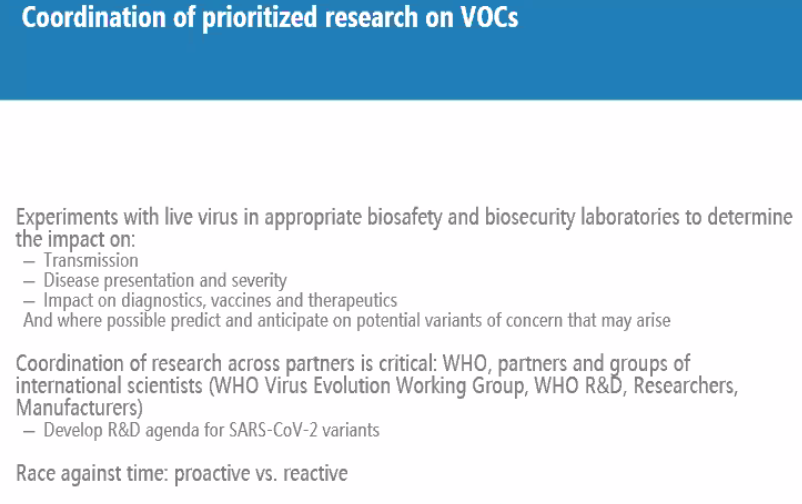 Coordination of prioritized research on VOCs
Experiments with live virus in appropriate biosafety and biosecurity laboratories to determine
the impact on:
– Transmission
– Disease presentation and severity
– Impact on diagnostics, vaccines and therapeutics
And where possible predict and anticipate on potential variants of concern that may arise
Coordination of research across partners is critical: WHO, partners and groups of
international scientists (WHO Virus Evolution Working Group, WHO R&D, Researchers,
Manufacturers)
– Develop R&D agenda for SARS-CoV-2 variants
Race against time: proactive vs. reactive